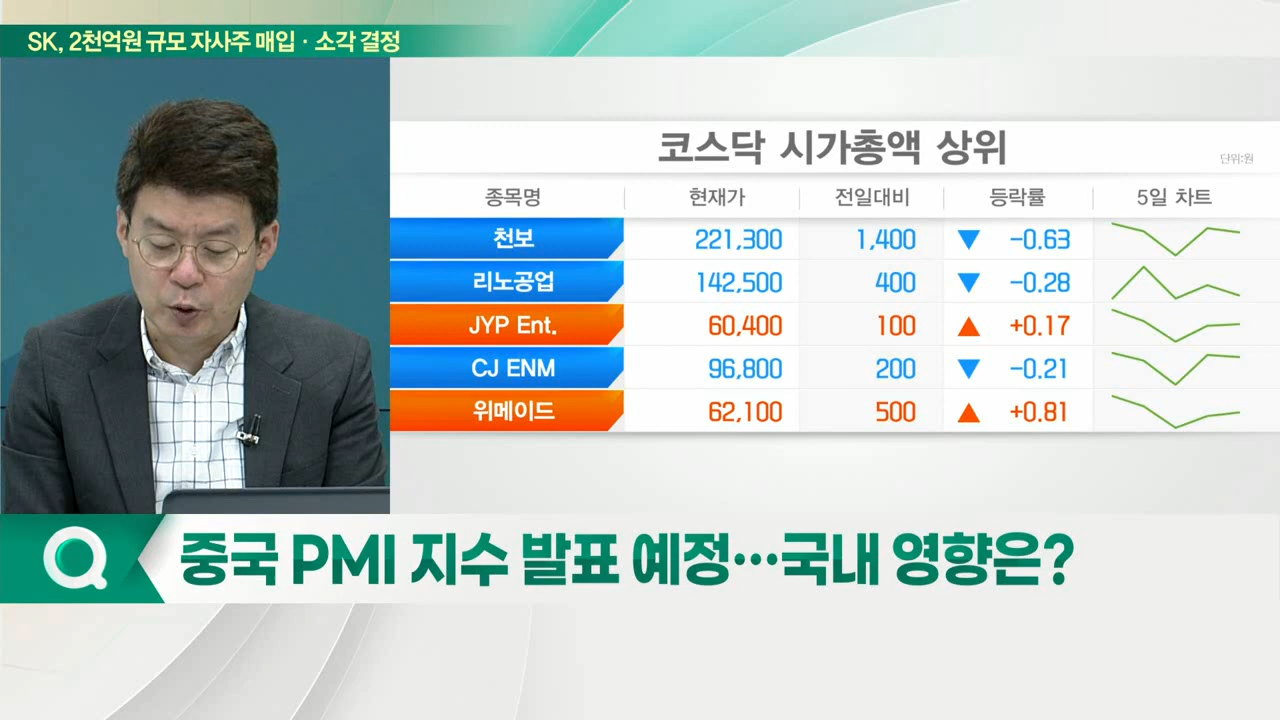 SK, 2천억원 규모 자사주 매입·소각 결정
코스닥 시가총액 상위
단위:원
종목명 현재가 전일대비 등락률 5일 차트
천보 221,300 1,400 ▼ -0.63
리노공업 142,500 400 ▼ -0.28
JYP Ent. 60,400 100 ▲ +0.17
CJ ENM 96,800 200 ▼ -0.21
위메이드 62,100 500 ▲ +0.81
중국 PMI 지수 발표 예정…국내 영향은?